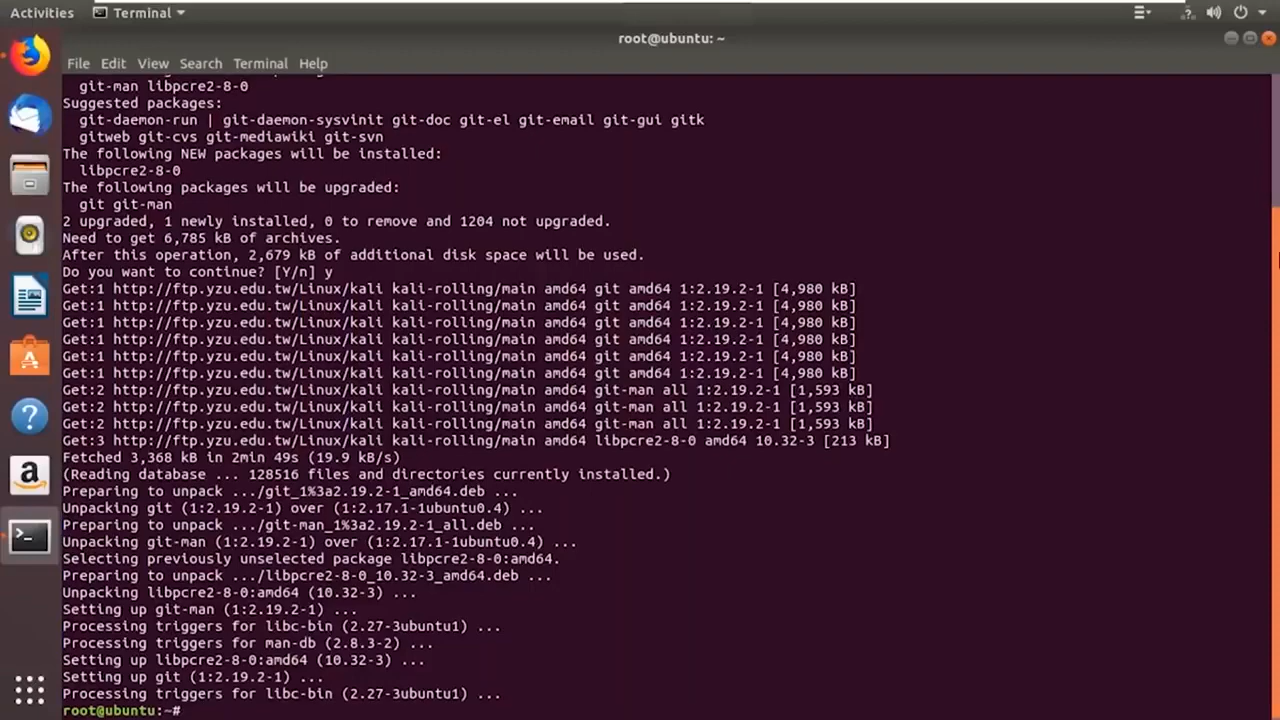 Activities
Terminal
root@ubuntu: ~
File Edit View Search Terminal Help
git-man libpcre2-8-0
Suggested packages:
git-daemon-run | git-daemon-sysvinit git-doc git-el git-email git-gui gitk
gitweb git-cvs git-mediawiki git-svn
The following NEW packages will be installed:
libpcre2-8-0
The following packages will be upgraded:
git git-man
2 upgraded, 1 newly installed, 0 to remove and 1204 not upgraded.
Need to get 6,785 kB of archives.
After this operation, 2,679 kB of additional disk space will be used.
Do you want to continue? [Y/n] y
Get:1 http://ftp.yzu.edu.tw/Linux/kali kali-rolling/main amd64 git amd64 1:2.19.2-1 [4,980 kB]
Get:1 http://ftp.yzu.edu.tw/Linux/kali kali-rolling/main amd64 git amd64 1:2.19.2-1 [4,980 kB]
Get:1 http://ftp.yzu.edu.tw/Linux/kali kali-rolling/main amd64 git amd64 1:2.19.2-1 [4,980 kB]
Get:1 http://ftp.yzu.edu.tw/Linux/kali kali-rolling/main amd64 git amd64 1:2.19.2-1 [4,980 kB]
Get:1 http://ftp.yzu.edu.tw/Linux/kali kali-rolling/main amd64 git amd64 1:2.19.2-1 [4,980 kB]
Get:1 http://ftp.yzu.edu.tw/Linux/kali kali-rolling/main amd64 git amd64 1:2.19.2-1 [4,980 kB]
Get:2 http://ftp.yzu.edu.tw/Linux/kali kali-rolling/main amd64 git-man all 1:2.19.2-1 [1,593 kB]
Get:2 http://ftp.yzu.edu.tw/Linux/kali kali-rolling/main amd64 git-man all 1:2.19.2-1 [1,593 kB]
Get:2 http://ftp.yzu.edu.tw/Linux/kali kali-rolling/main amd64 git-man all 1:2.19.2-1 [1,593 kB]
Get:3 http://ftp.yzu.edu.tw/Linux/kali kali-rolling/main amd64 libpcre2-8-0 amd64 10.32-3 [213 kB]
Fetched 3,368 kB in 2min 49s (19.9 kB/s)
(Reading database ... 128516 files and directories currently installed.)
Preparing to unpack .../git_1%3a2.19.2-1_amd64.deb ...
Unpacking git (1:2.19.2-1) over (1:2.17.1-1ubuntu0.4) ...
Preparing to unpack .../git-man_1%3a2.19.2-1_all.deb ...
Unpacking git-man (1:2.19.2-1) over (1:2.17.1-1ubuntu0.4) ...
Selecting previously unselected package libpcre2-8-0:amd64.
Preparing to unpack .../libpcre2-8-0_10.32-3_amd64.deb ...
Unpacking libpcre2-8-0:amd64 (10.32-3) ...
Setting up git-man (1:2.19.2-1) ...
Processing triggers for libc-bin (2.27-3ubuntu1) ...
Processing triggers for man-db (2.8.3-2) ...
Setting up libpcre2-8-0:amd64 (10.32-3) ...
Setting up git (1:2.19.2-1) ...
Processing triggers for libc-bin (2.27-3ubuntu1) ...
root@ubuntu:~#